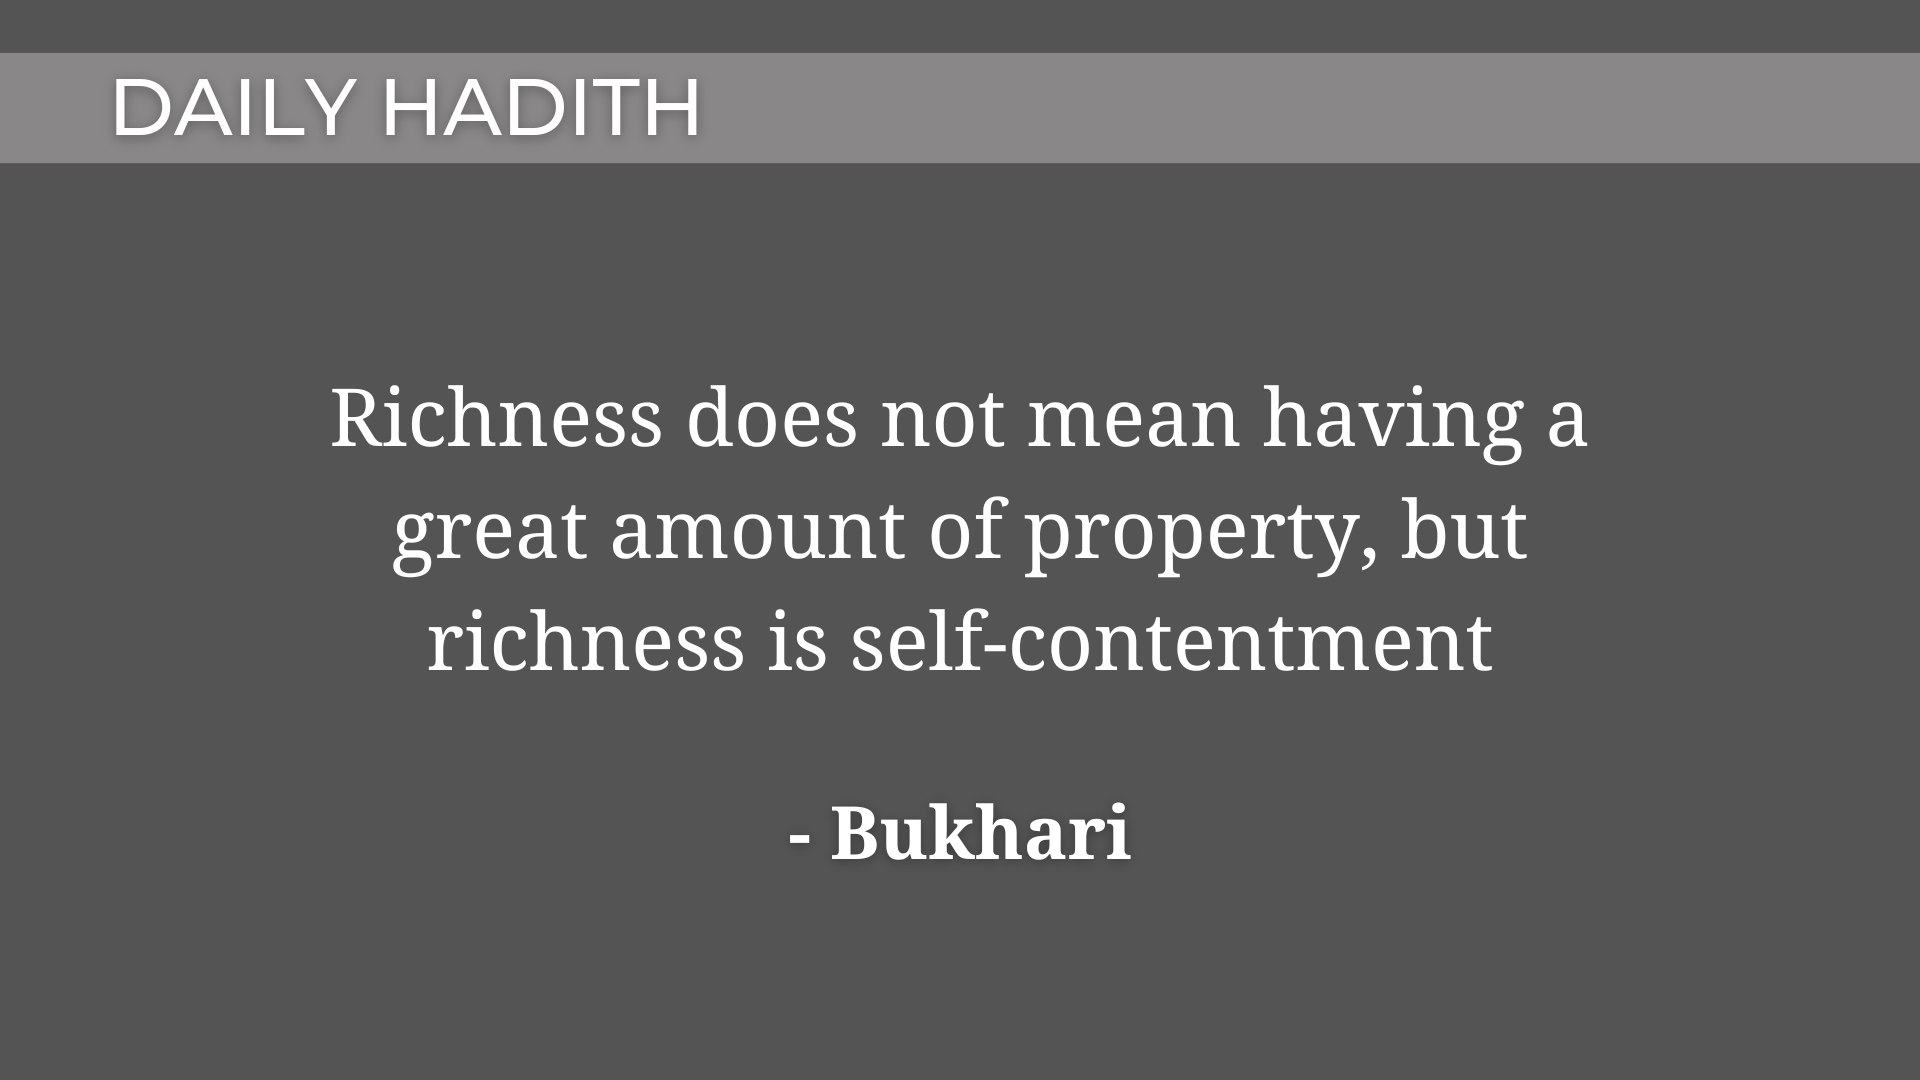 DAILY HADITH
Richness does not mean having a
great amount of property, but
richness is self-contentment
- Bukhari